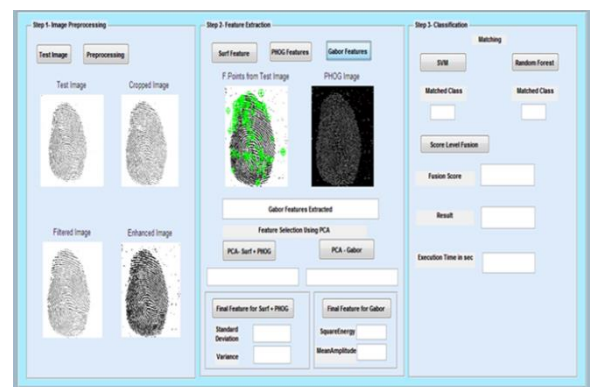 Step 1- Image Preprocessing
Test Image Preprocessing
Test Image Cropped Image
Filtered Image Enhanced Image
Step 2- Feature Extraction
Surf Feature PHOG Features Gabor Features
F.Points from Test Image PHOG Image
Gabor Features Extracted
Feature Selection Using PCA
PCA- Surf + PHOG PCA - Gabor
Final Feature for Surf + PHOG Final Feature for Gabor
Standard
Deviation
SquareEnergy
Variance
MeanAmplitude
Step 3- Classification
Matching
SVM Random Forest
Matched Class Matched Class
Score Level Fusion
Fusion Score
Result
Execution Time in sec